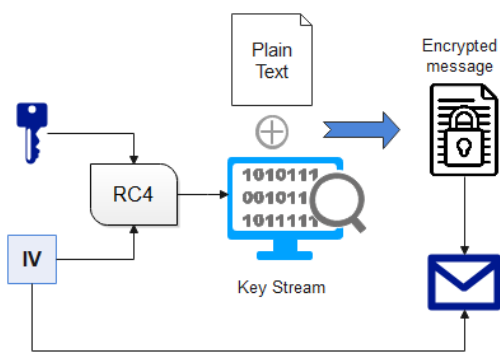 Plain
Text
Encrypted
message
RC4
1010111
001011
1011111
IV
Key Stream